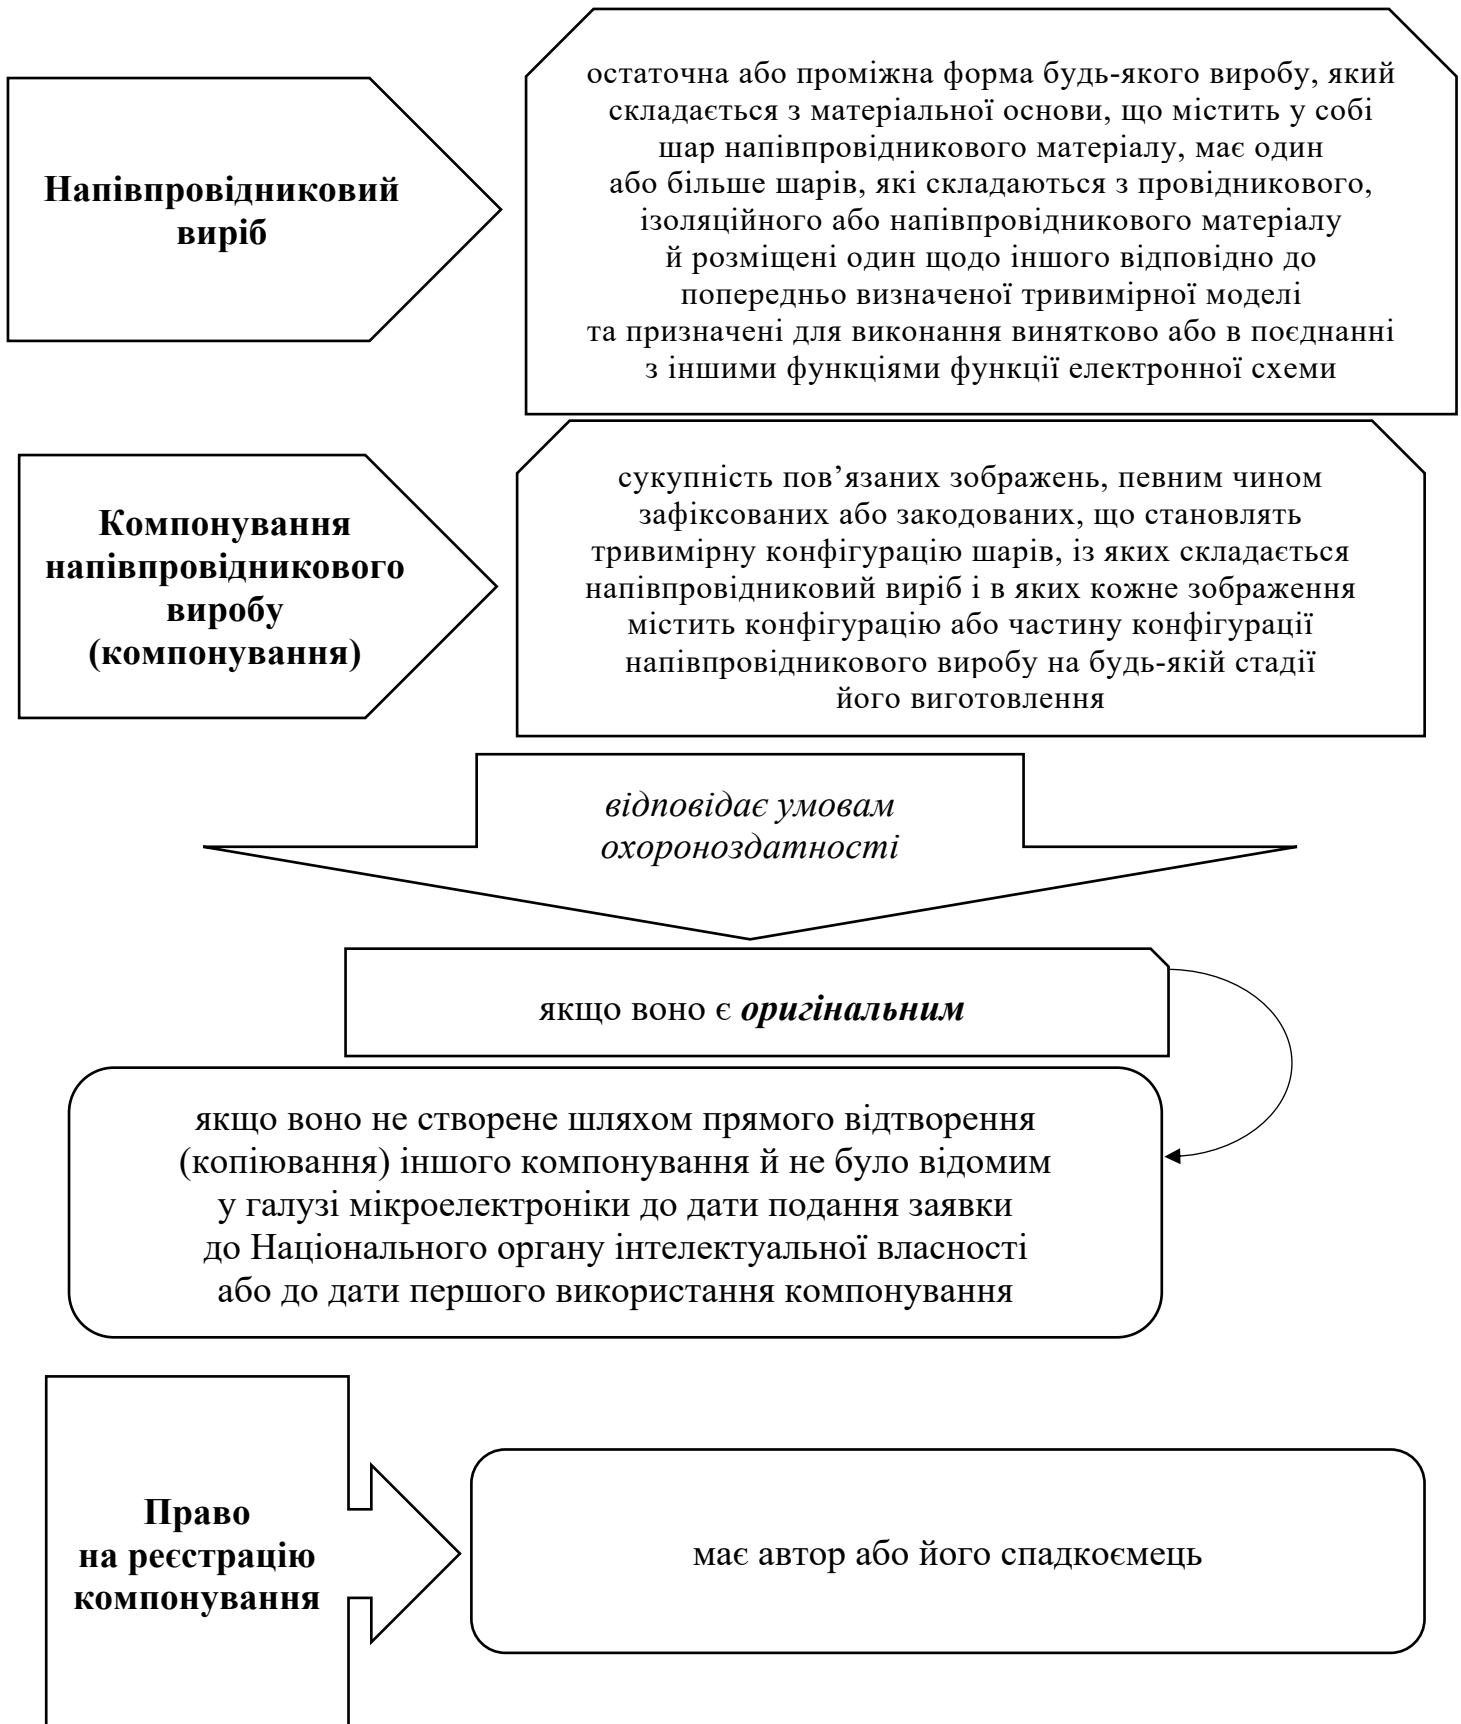 Напівпровідниковий
виріб
остаточна або проміжна форма будь-якого виробу, який
складається з матеріальної основи, що містить у собі
шар напівпровідникового матеріалу, має один
або більше шарів, які складаються з провідникового,
ізоляційного або напівпровідникового матеріалу
й розміщені один щодо іншого відповідно до
попередньо визначеної тривимірної моделі
та призначені для виконання винятково або в поєднанні
з іншими функціями функції електронної схеми
Компонування
напівпровідникового
виробу
(компонування)
сукупність пов’язаних зображень, певним чином
зафіксованих або закодованих, що становлять
тривимірну конфігурацію шарів, із яких складається
напівпровідниковий виріб і в яких кожне зображення
містить конфігурацію або частину конфігурації
напівпровідникового виробу на будь-якій стадії
його виготовлення
відповідає умовам
охороноздатності
якщо воно є оригінальним
якщо воно не створене шляхом прямого відтворення
(копіювання) іншого компонування й не було відомим
у галузі мікроелектроніки до дати подання заявки
до Національного органу інтелектуальної власності
або до дати першого використання компонування
Право
на реєстрацію
компонування
має автор або його спадкоємець